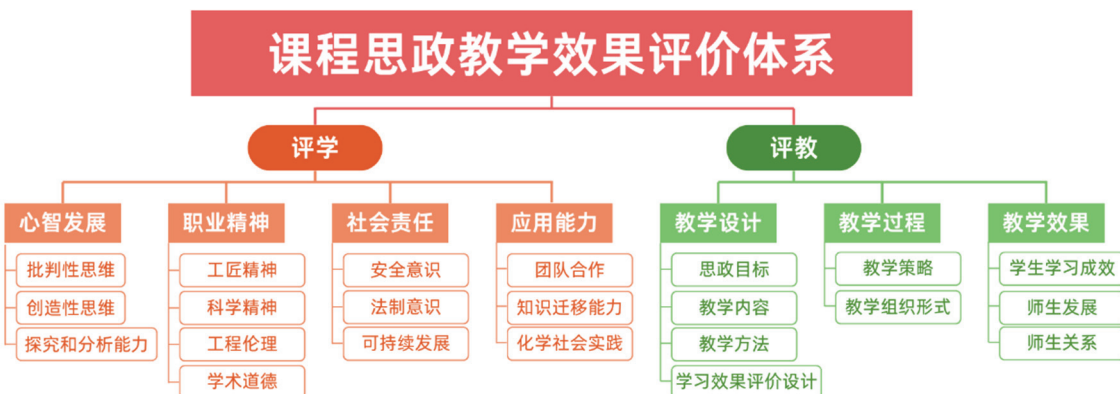 课程思政教学效果评价体系
评学
评教
心智发展
职业精神
社会责任
应用能力
教学设计
教学过程
教学效果
批判性思维
创造性思维
探究和分析能力
工匠精神
科学精神
工程伦理
学术道德
安全意识
法制意识
可持续发展
团队合作
知识迁移能力
化学社会实践
思政目标
教学内容
教学方法
学习效果评价设计
教学策略
教学组织形式
学生学习成效
师生发展
师生关系